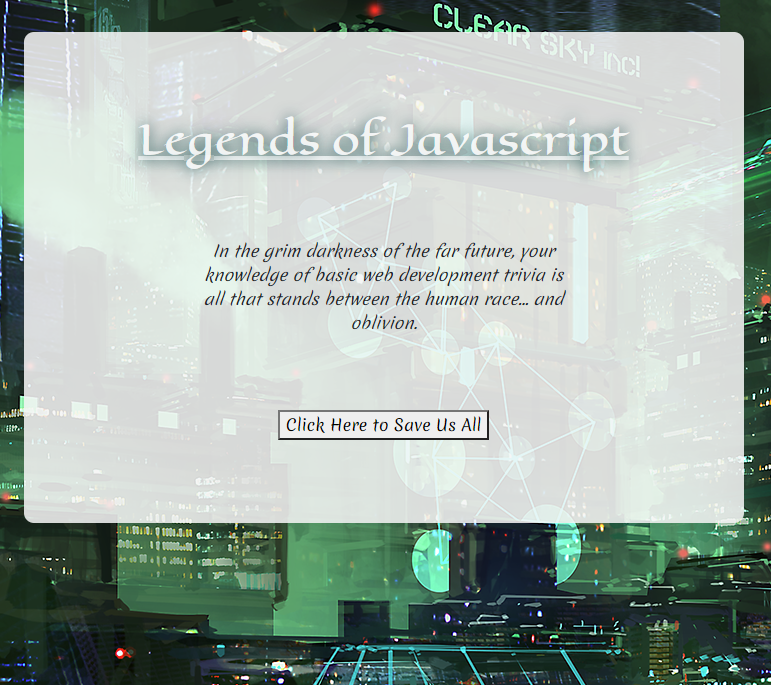 CLEAR SKY inc!
Legends of Javascript
In the grim darkness of the far future, your
knowledge of basic web development trivia is
all that stands between the human race... and
oblivion.
Click Here to Save Us All